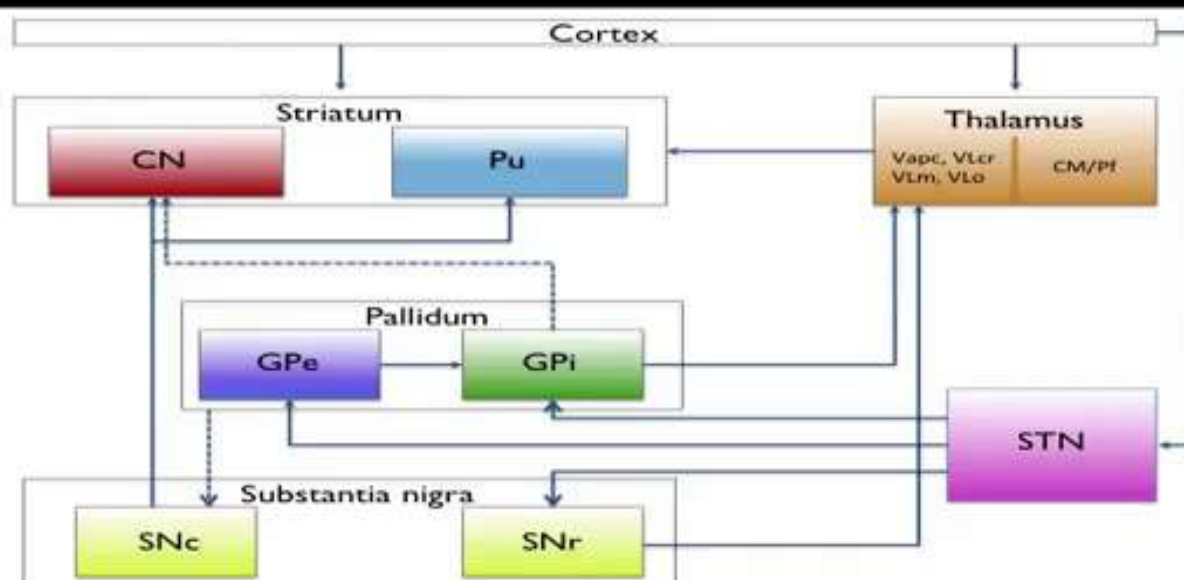 Cortex
Striatum
CN
Pu
Thalamus
Vapc, VLcr
VLm, VLo
CM/Pf
Pallidum
GPe
GPi
STN
Substantia nigra
SNc
SNr